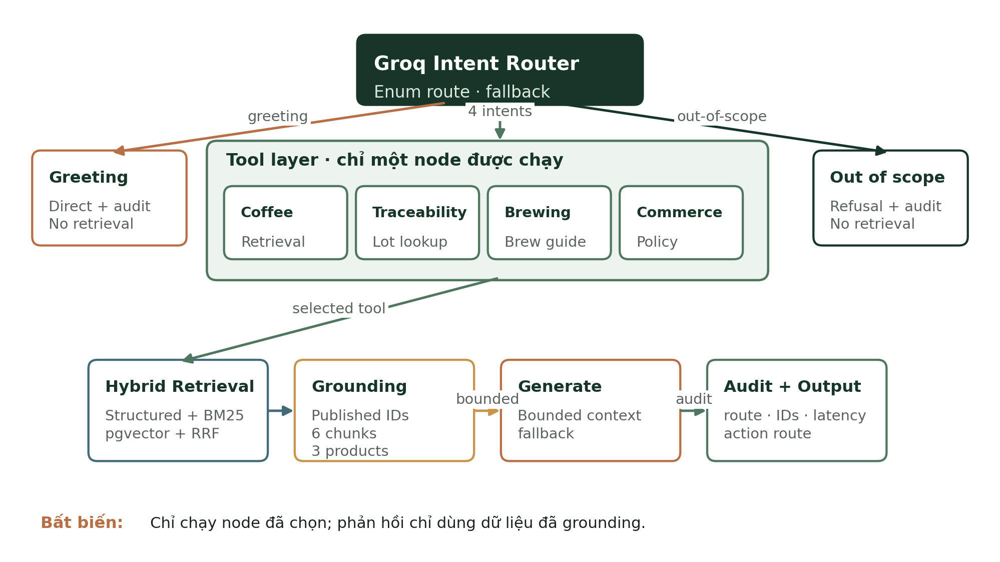 Groq Intent Router
Enum route · fallback
greeting
4 intents
out-of-scope
Greeting
Direct + audit
No retrieval
Tool layer · chỉ một node được chạy
Coffee
Retrieval
Traceability
Lot lookup
Brewing
Brew guide
Commerce
Policy
Out of scope
Refusal + audit
No retrieval
selected tool
Hybrid Retrieval
Structured + BM25
pgvector + RRF
Grounding
Published IDs
6 chunks
3 products
bounded
Generate
Bounded context
fallback
audit
Audit + Output
route · IDs · latency
action route
Bất biến: Chỉ chạy node đã chọn; phản hồi chỉ dùng dữ liệu đã grounding.